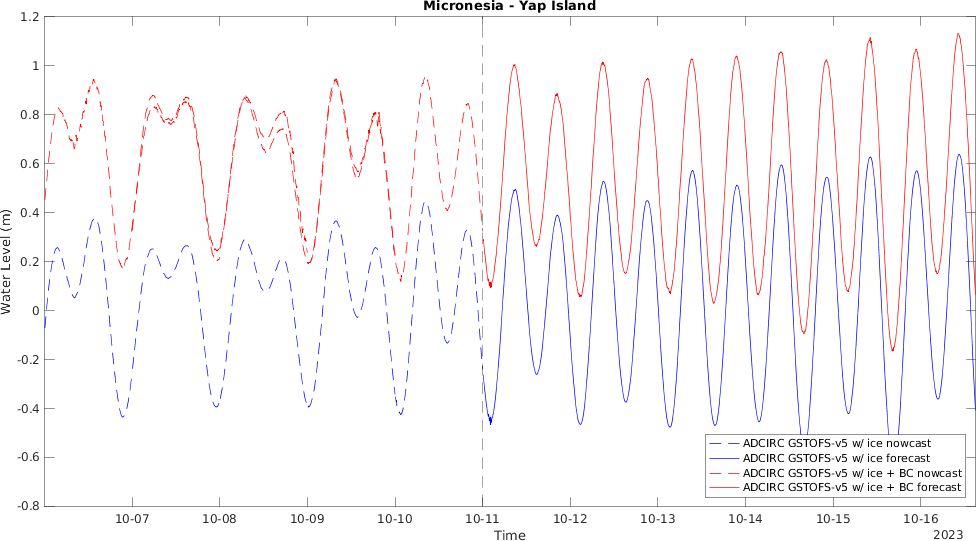 Micronesia - Yap Island
1.2
1
0.8
0.6
0.4
0.2
0
-0.2
-0.4
-0.6
-0.8
Water Level (m)
ADCIRC GSTOFS-v5 w/ ice nowcast
ADCIRC GSTOFS-v5 w/ ice forecast
ADCIRC GSTOFS-v5 w/ ice + BC nowcast
ADCIRC GSTOFS-v5 w/ ice + BC forecast
10-07 10-08 10-09 10-10 10-11 10-12 10-13 10-14 10-15 10-16
Time
2023